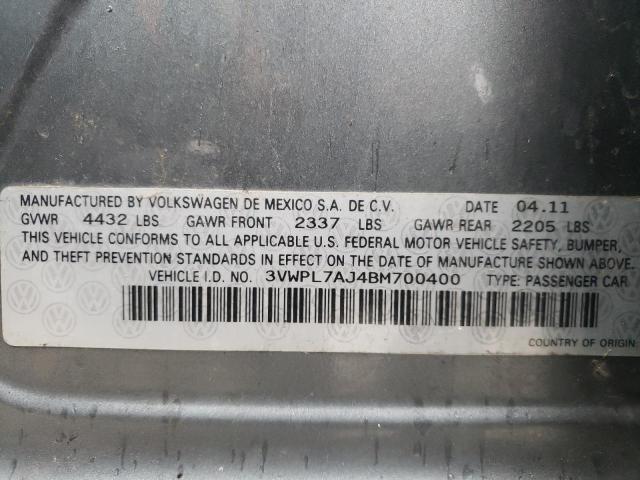 MANUFACTURED BY VOLKSWAGEN DE MEXICO S.A. DE C.V. DATE 04.11
GVWR 4432 LBS GAWR FRONT 2337 LBS GAWR REAR 2205 LBS
THIS VEHICLE CONFORMS TO ALL APPLICABLE U.S. FEDERAL MOTOR VEHICLE SAFETY, BUMPER,
AND THEFT PREVENTION STANDARDS IN EFFECT ON THE DATE OF MANUFACTURE SHOWN ABOVE.
VEHICLE I.D. NO. 3VWPL7AJ4BM700400 TYPE: PASSENGER CAR
COUNTRY OF ORIGIN